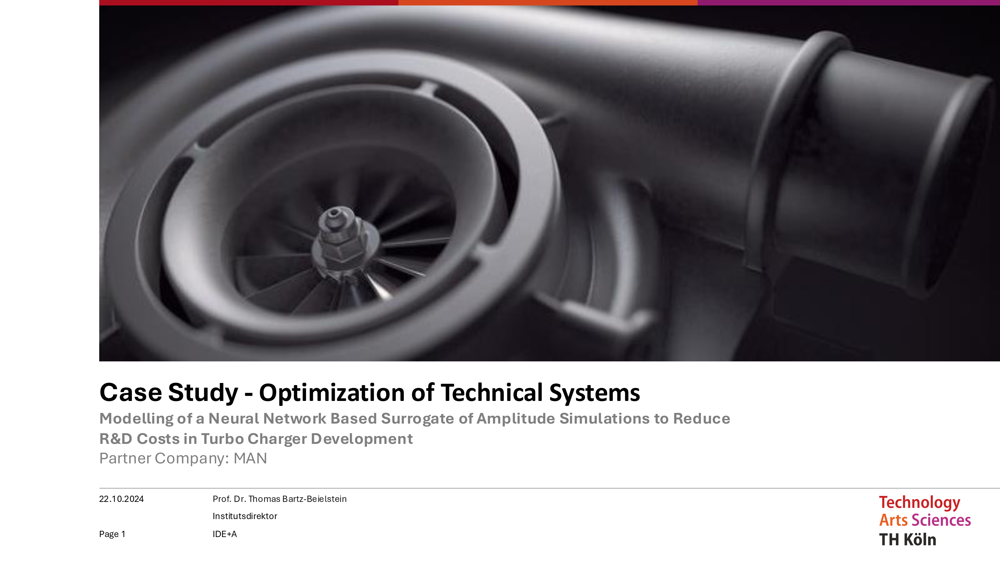 Case Study - Optimization of Technical Systems
Modelling of a Neural Network Based Surrogate of Amplitude Simulations to Reduce
R&D Costs in Turbo Charger Development
Partner Company: MAN
22.10.2024
Prof. Dr. Thomas Bartz-Beielstein
Institutsdirektor
Page 1
IDE+A
Technology
Arts Sciences
TH Köln